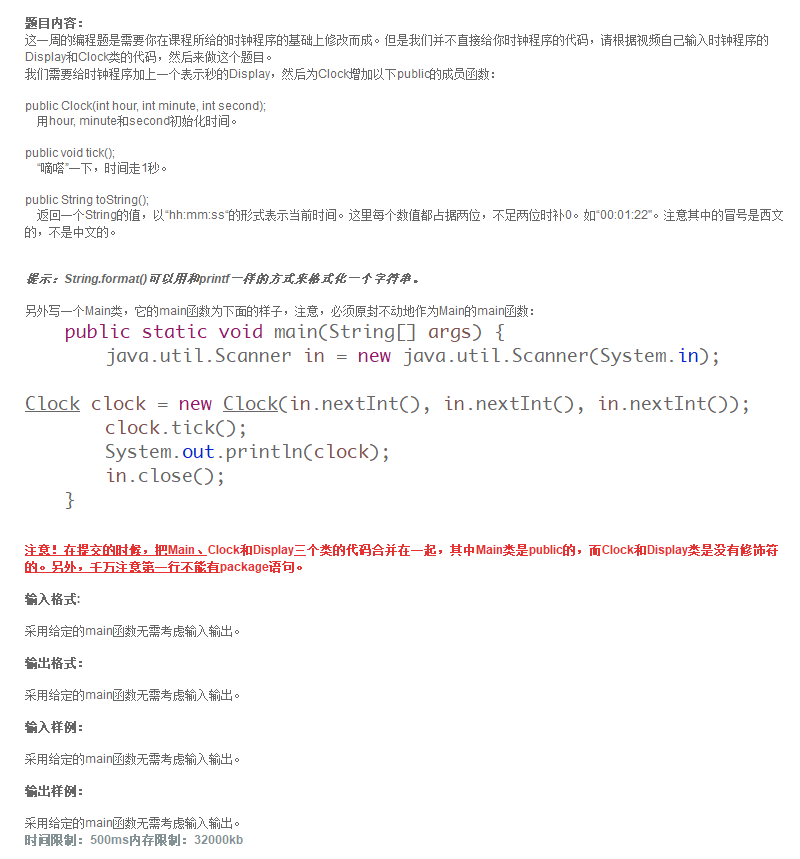 题目内容：
这一周的编程题是需要你在课程所给的时钟程序的基础上修改而成。但是我们并不直接给你时钟程序的代码，请根据视频自己输入时钟程序的
Display和Clock类的代码，然后来做这个题目。
我们需要给时钟程序加上一个表示秒的Display，然后为Clock增加以下public的成员函数：
public Clock(int hour, int minute, int second);
用hour, minute和second初始化时间。
public void tick();
“嘀嗒”一下，时间走1秒。
public String toString();
返回一个String的值，以“hh:mm:ss“的形式表示当前时间。这里每个数值都占据两位，不足两位时补0。如“00:01:22"。注意其中的冒号是西文
的，不是中文的。
提示：String.format()可以用和printf一样的方式来格式化一个字符串。
另外写一个Main类，它的main函数为下面的样子，注意，必须原封不动地作为Main的main函数：
public static void main(String[] args) {
java.util.Scanner in = new java.util.Scanner(System.in);
Clock clock = new Clock(in.nextInt(), in.nextInt(), in.nextInt());
clock.tick();
System.out.println(clock);
in.close();
}
注意！在提交的时候，把Main、Clock和Display三个类的代码合并在一起，其中Main类是public的，而Clock和Display类是没有修饰符
的。另外，千万注意第一行不能有package语句。
输入格式:
采用给定的main函数无需考虑输入输出。
输出格式：
采用给定的main函数无需考虑输入输出。
输入样例：
采用给定的main函数无需考虑输入输出。
输出样例：
采用给定的main函数无需考虑输入输出。
时间限制：500ms内存限制：32000kb